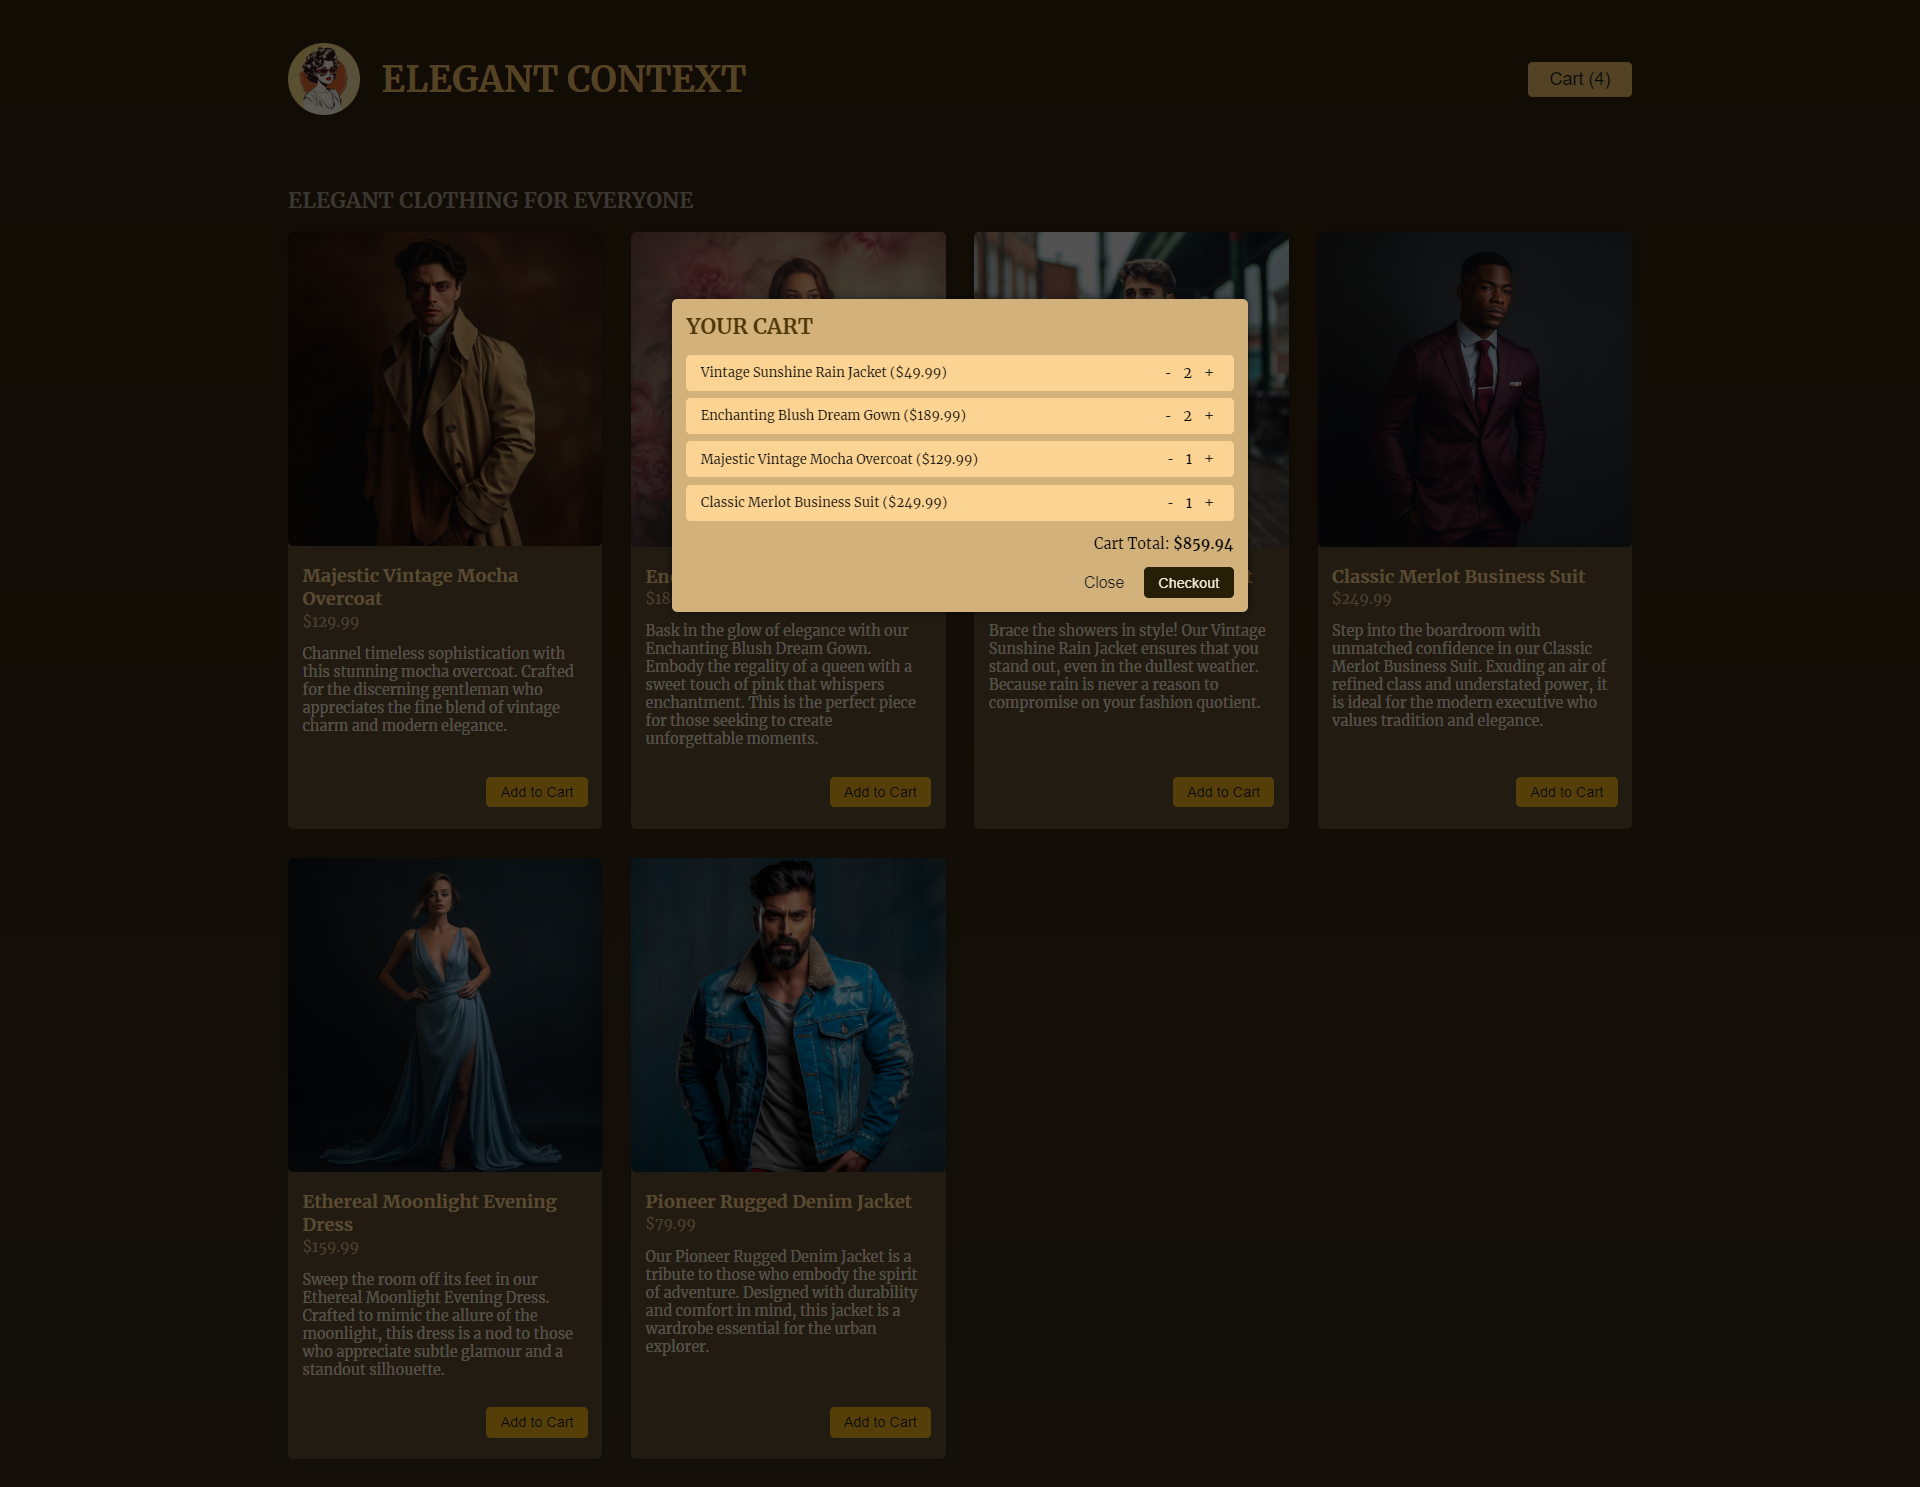 ELEGANT CONTEXT
Cart (4)
ELEGANT CLOTHING FOR EVERYONE
YOUR CART
Vintage Sunshine Rain Jacket ($49.99) - 2 +
Enchanting Blush Dream Gown ($189.99) - 2 +
Majestic Vintage Mocha Overcoat ($129.99) - 1 +
Classic Merlot Business Suit ($249.99) - 1 +
Cart Total: $859.94
Close
Checkout
Majestic Vintage Mocha
Overcoat
$129.99
Channel timeless sophistication with
this stunning mocha overcoat. Crafted
for the discerning gentleman who
appreciates the fine blend of vintage
charm and modern elegance.
Add to Cart
Bask in the glow of elegance with our
Enchanting Blush Dream Gown.
Embody the regality of a queen with a
sweet touch of pink that whispers
enchantment. This is the perfect piece
for those seeking to create
unforgettable moments.
Add to Cart
Brace the showers in style! Our Vintage
Sunshine Rain Jacket ensures that you
stand out, even in the dullest weather.
Because rain is never a reason to
compromise on your fashion quotient.
Add to Cart
Classic Merlot Business Suit
$249.99
Step into the boardroom with
unmatched confidence in our Classic
Merlot Business Suit. Exuding an air of
refined class and understated power, it
is ideal for the modern executive who
values tradition and elegance.
Add to Cart
Ethereal Moonlight Evening
Dress
$159.99
Sweep the room off its feet in our
Ethereal Moonlight Evening Dress.
Crafted to mimic the allure of the
moonlight, this dress is a nod to those
who appreciate subtle glamour and a
standout silhouette.
Add to Cart
Pioneer Rugged Denim Jacket
$79.99
Our Pioneer Rugged Denim Jacket is a
tribute to those who embody the spirit
of adventure. Designed with durability
and comfort in mind, this jacket is a
wardrobe essential for the urban
explorer.
Add to Cart